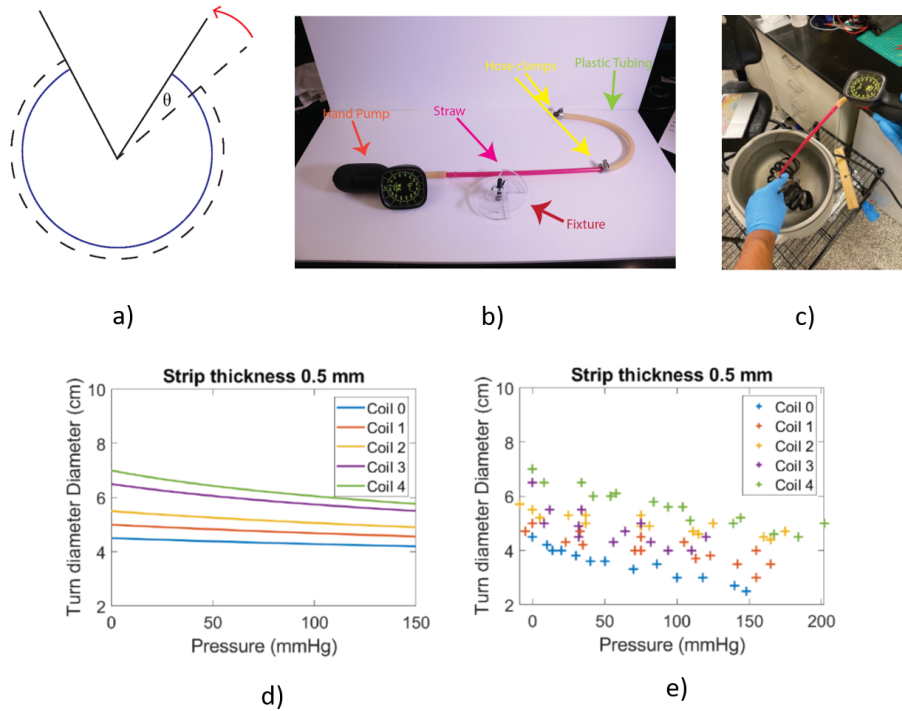 θ
Hand Pump
Straw
Hose clamps
Plastic Tubing
Fixture
a)
b)
c)
Strip thickness 0.5 mm
Turn diameter Diameter (cm)
10
8
6
4
2
Coil 0
Coil 1
Coil 2
Coil 3
Coil 4
0
50
100
150
Pressure (mmHg)
d)
Strip thickness 0.5 mm
Turn diameter Diameter (cm)
10
8
6
4
2
Coil 0
Coil 1
Coil 2
Coil 3
Coil 4
0
50
100
150
200
Pressure (mmHg)
e)